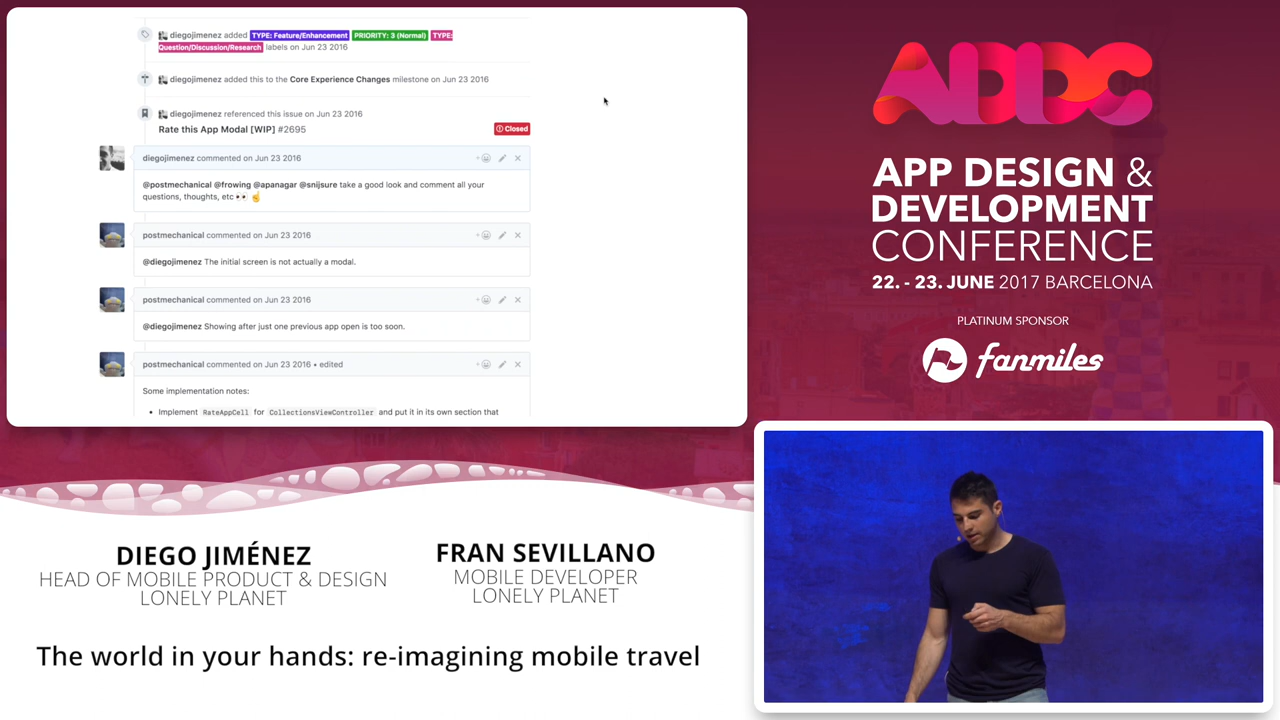 diegojimenez added TYPE: Feature/Enhancement PRIORITY: 3 (Normal) TYPE:
Question/Discussion/Research labels on Jun 23 2016
diegojimenez added this to the Core Experience Changes milestone on Jun 23 2016
diegojimenez referenced this issue on Jun 23 2016
Rate this App Modal [WIP] #2695
Closed
diegojimenez commented on Jun 23 2016
@postmechanical @frowing @apanagar @snijsure take a good look and comment all your
questions, thoughts, etc 👀 ☝️
postmechanical commented on Jun 23 2016
@diegojimenez The initial screen is not actually a modal.
postmechanical commented on Jun 23 2016
@diegojimenez Showing after just one previous app open is too soon.
postmechanical commented on Jun 23 2016 • edited
Some implementation notes:
• Implement RateAppCell for CollectionsViewController and put it in its own section that
ADDC
APP DESIGN &
DEVELOPMENT
CONFERENCE
22. - 23. JUNE 2017 BARCELONA
PLATINUM SPONSOR
fanmiles
DIEGO JIMÉNEZ
HEAD OF MOBILE PRODUCT & DESIGN
LONELY PLANET
FRAN SEVILLANO
MOBILE DEVELOPER
LONELY PLANET
The world in your hands: re-imagining mobile travel